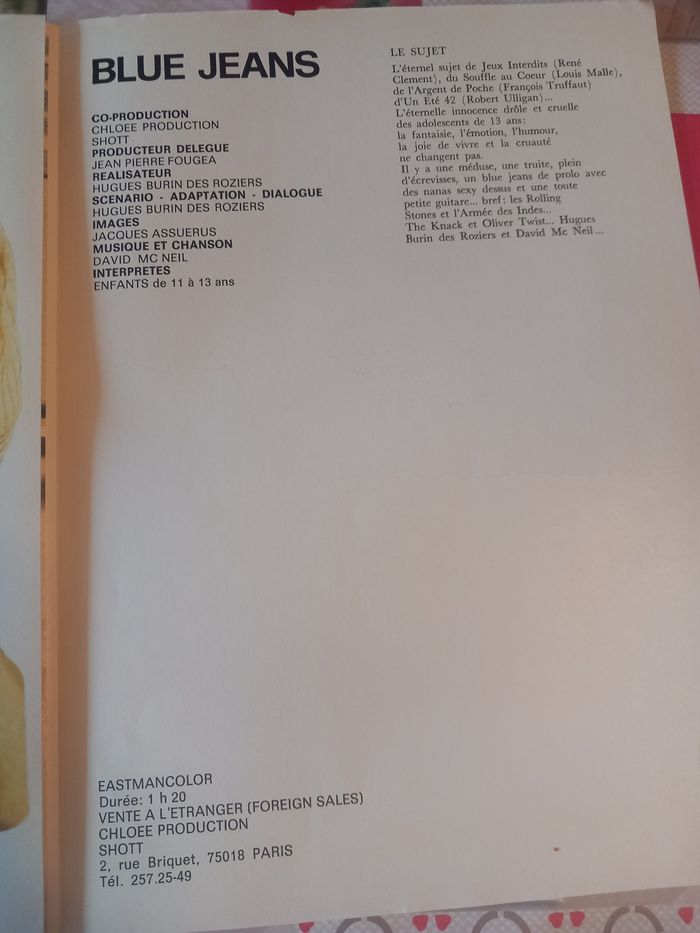 BLUE JEANS
CO-PRODUCTION
CHLOEE PRODUCTION
SHOTT
PRODUCTEUR DELEGUE
JEAN PIERRE FOUGEA
REALISATEUR
HUGUES BURIN DES ROZIERS
SCENARIO - ADAPTATION - DIALOGUE
HUGUES BURIN DES ROZIERS
IMAGES
JACQUES ASSUERUS
MUSIQUE ET CHANSON
DAVID MC NEIL
INTERPRETES
ENFANTS de 11 à 13 ans
LE SUJET
L'éternel sujet de Jeux Interdits (René
Clement), du Souffle au Coeur (Louis Malle),
de l'Argent de Poche (François Truffaut)
d'Un Eté 42 (Robert Ulligan)...
L'éternelle innocence drôle et cruelle
des adolescents de 13 ans:
la fantaisie, l'émotion, l'humour,
la joie de vivre et la cruauté
ne changent pas.
Il y a une méduse, une truite, plein
d'écrevisses, un blue jeans de prolo avec
des nanas sexy dessus et une toute
petite guitare... bref: les Rolling
Stones et l'Armée des Indes...
The Knack et Oliver Twist... Hugues
Burin des Roziers et David Mc Neil...
EASTMANCOLOR
Durée: 1 h 20
VENTE A L'ETRANGER (FOREIGN SALES)
CHLOEE PRODUCTION
SHOTT
2, rue Briquet, 75018 PARIS
Tél. 257.25-49